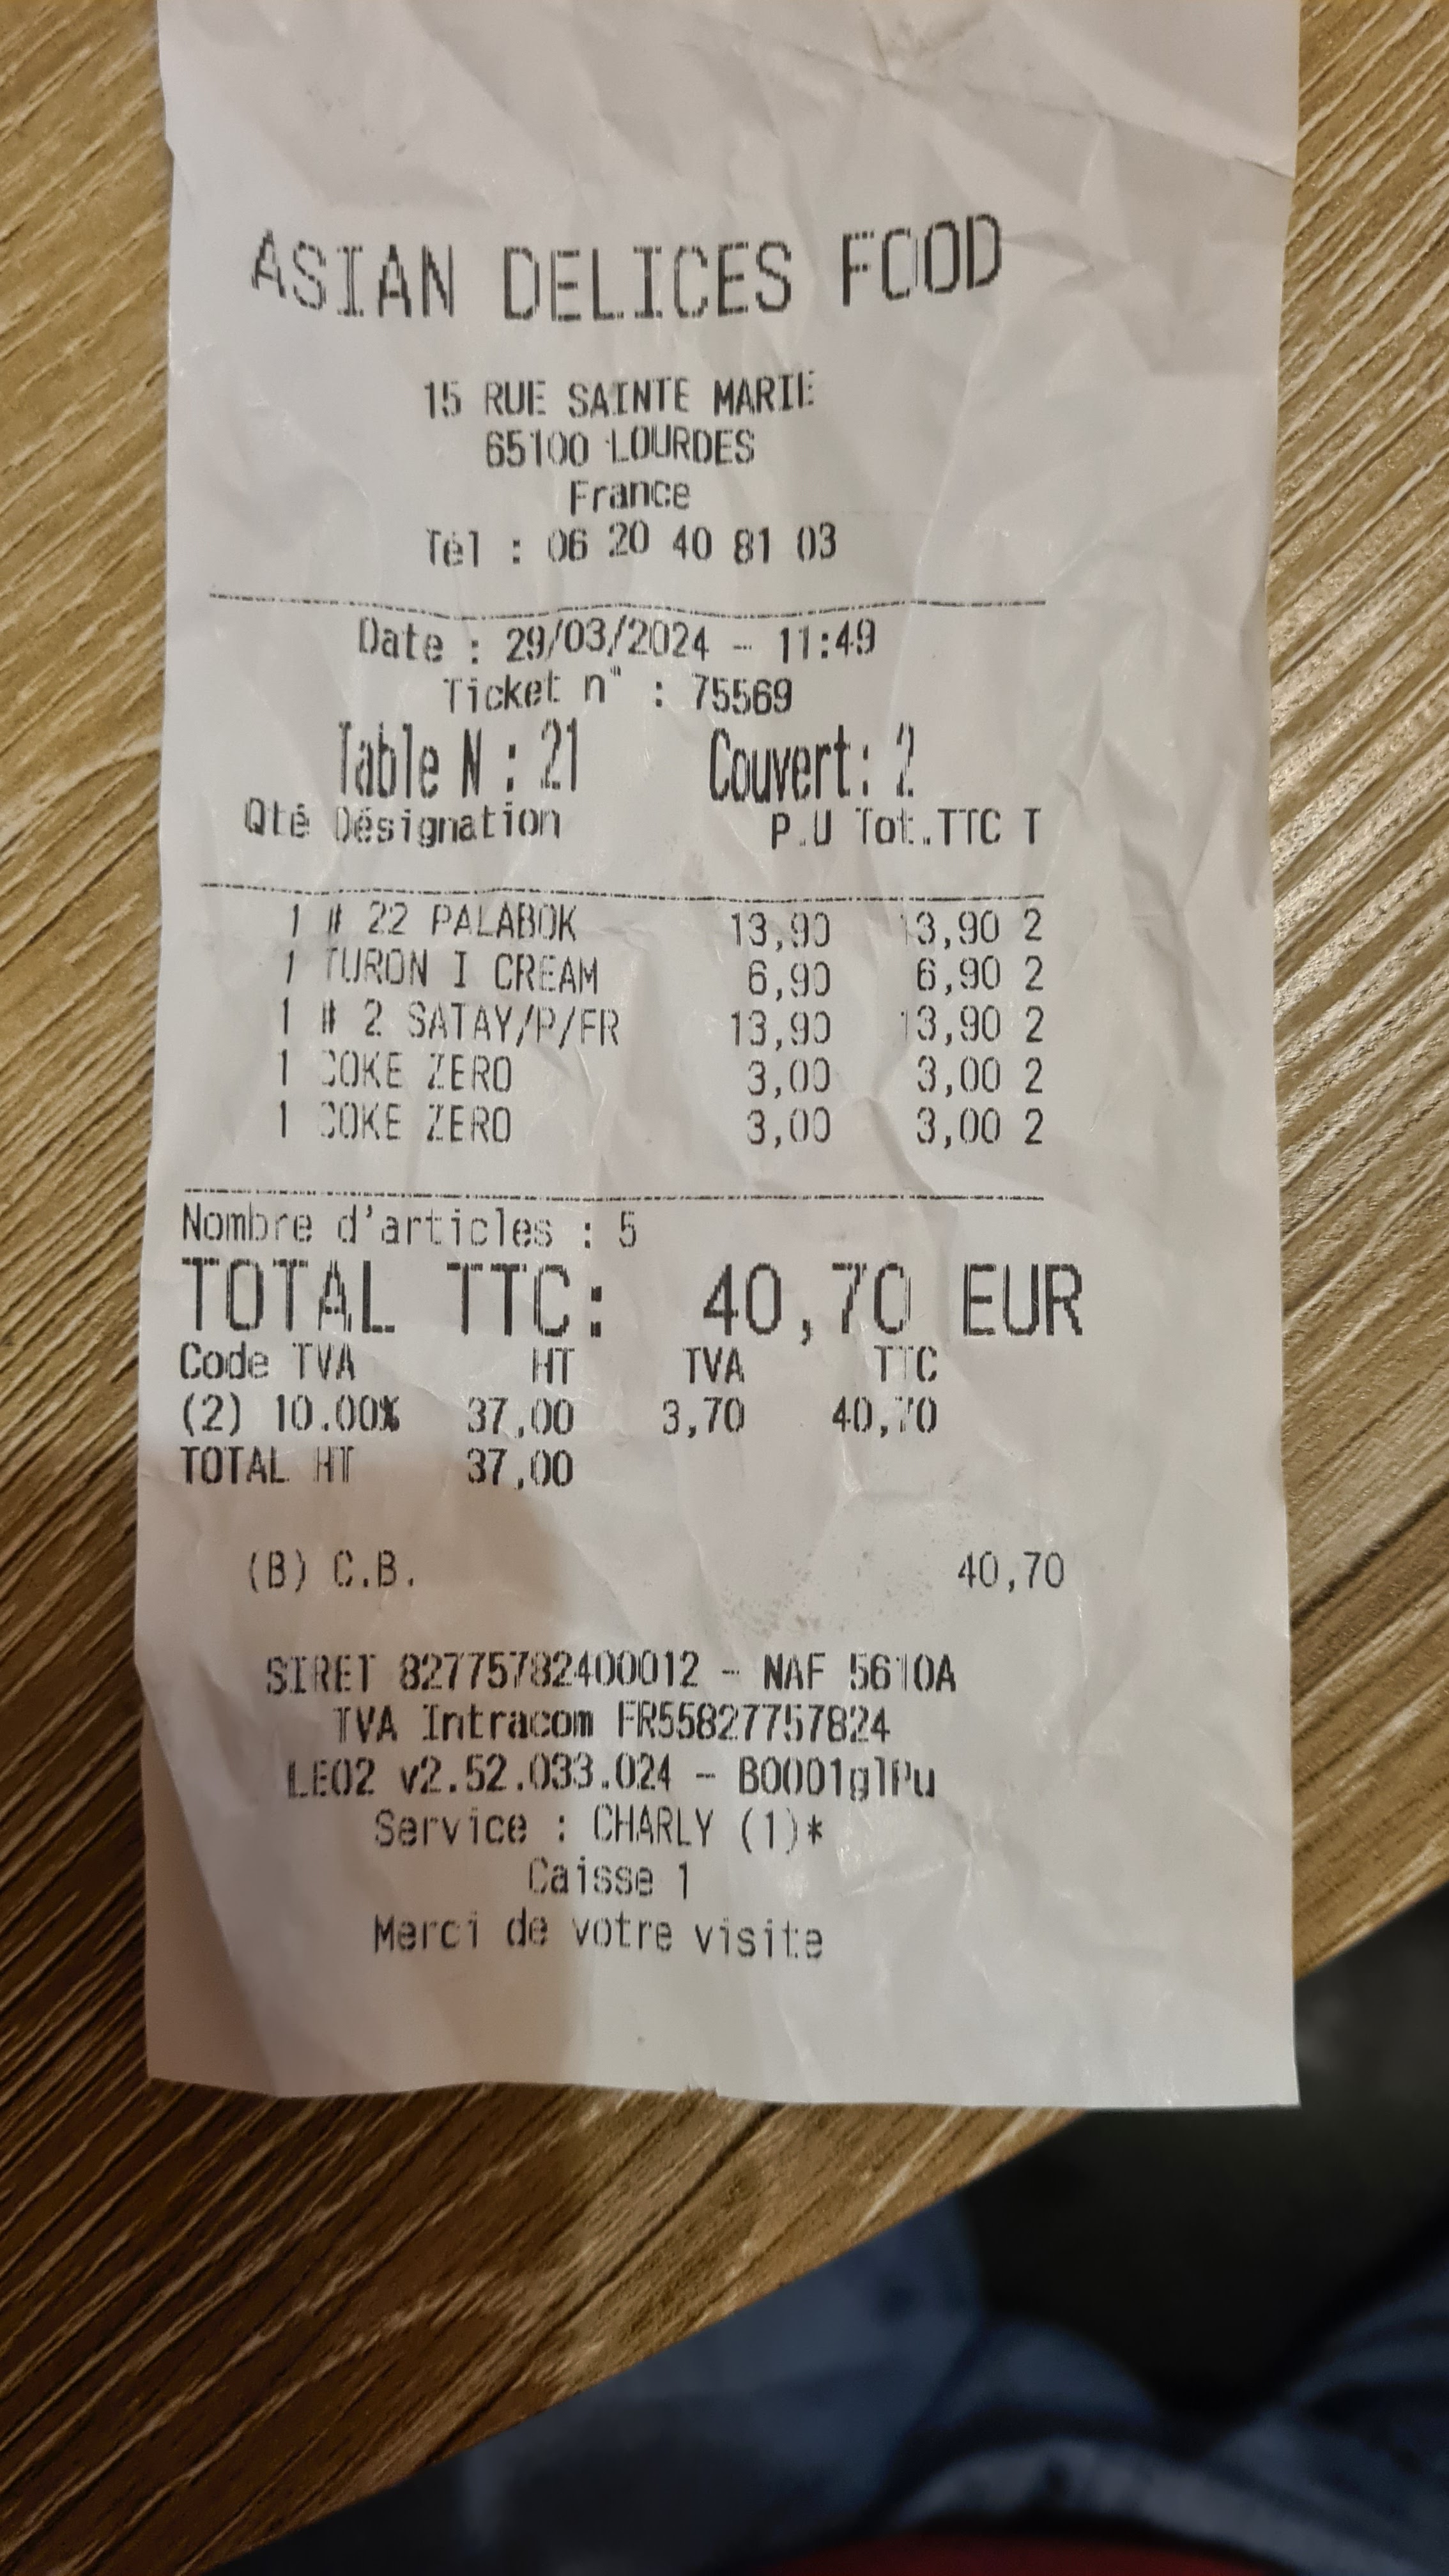 ASIAN DELICES FOOD
15 RUE SAINTE MARIE
65100 LOURDES
France
Tél : 06 20 40 81 03
Date : 29/03/2024 - 11:49
Ticket n° : 75569
Table N : 21 Couvert: 2
Qté Désignation P.U Tot.TTC T
1 # 22 PALABOK 13,90 13,90 2
1 TURON I CREAM 6,90 6,90 2
1 # 2 SATAY/P/FR 13,90 13,90 2
1 COKE ZERO 3,00 3,00 2
1 COKE ZERO 3,00 3,00 2
Nombre d'articles : 5
TOTAL TTC: 40,70 EUR
Code TVA HT TVA TTC
(2) 10.00% 37,00 3,70 40,70
TOTAL HT 37,00
(B) C.B. 40,70
SIRET 82775782400012 - NAF 5610A
TVA Intracom FR55827757824
LEO2 v2.52.033.024 - B0001glPu
Service : CHARLY (1)*
Caisse 1
Merci de votre visite